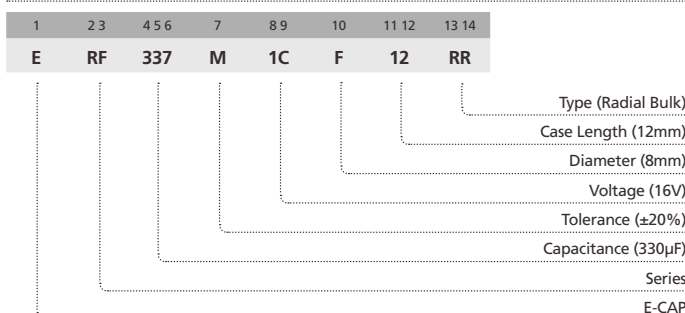 1 2 3 4 5 6 7 8 9 10 11 12 13 14
E RF 337 M 1C F 12 RR
Type (Radial Bulk)
Case Length (12mm)
Diameter (8mm)
Voltage (16V)
Tolerance (±20%)
Capacitance (330µF)
Series
E-CAP